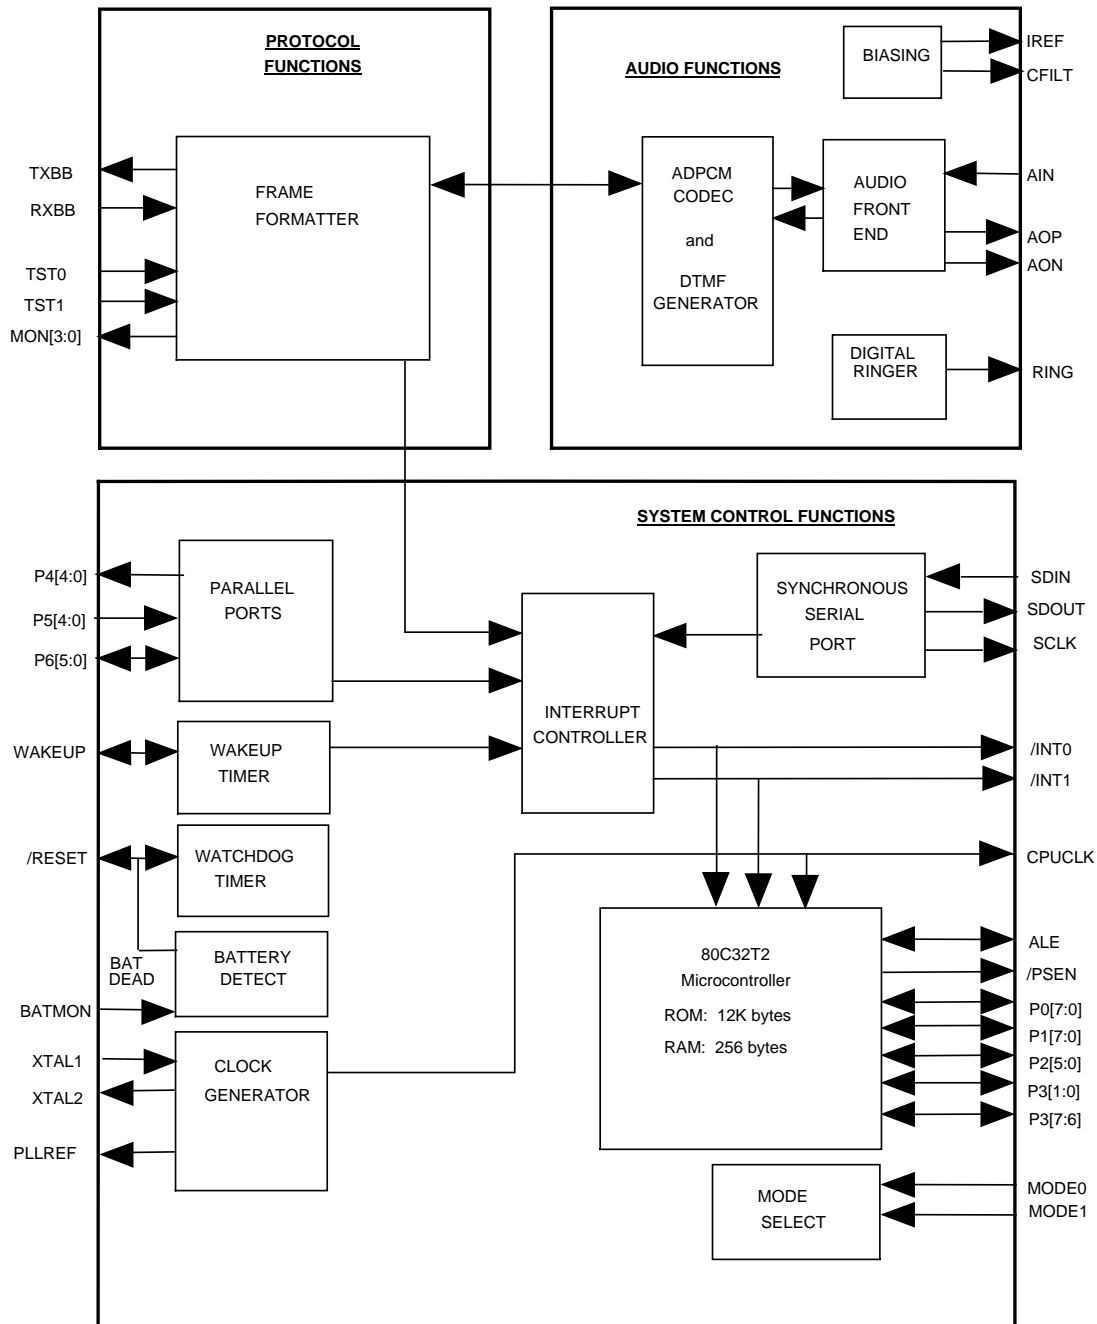 PROTOCOL
FUNCTIONS
TXBB
RXBB
TST0
TST1
MON[3:0]
FRAME
FORMATTER
AUDIO FUNCTIONS
BIASING
IREF
CFILT
ADPCM
CODEC
and
DTMF
GENERATOR
AUDIO
FRONT
END
AIN
AOP
AON
DIGITAL
RINGER
RING
SYSTEM CONTROL FUNCTIONS
P4[4:0]
P5[4:0]
P6[5:0]
PARALLEL
PORTS
WAKEUP
WAKEUP
TIMER
/RESET
WATCHDOG
TIMER
BAT
DEAD
BATTERY
DETECT
BATMON
XTAL1
XTAL2
PLLREF
CLOCK
GENERATOR
INTERRUPT
CONTROLLER
SYNCHRONOUS
SERIAL
PORT
SDIN
SDOUT
SCLK
/INT0
/INT1
CPUCLK
80C32T2
Microcontroller
ROM: 12K bytes
RAM: 256 bytes
ALE
/PSEN
P0[7:0]
P1[7:0]
P2[5:0]
P3[1:0]
P3[7:6]
MODE
SELECT
MODE0
MODE1